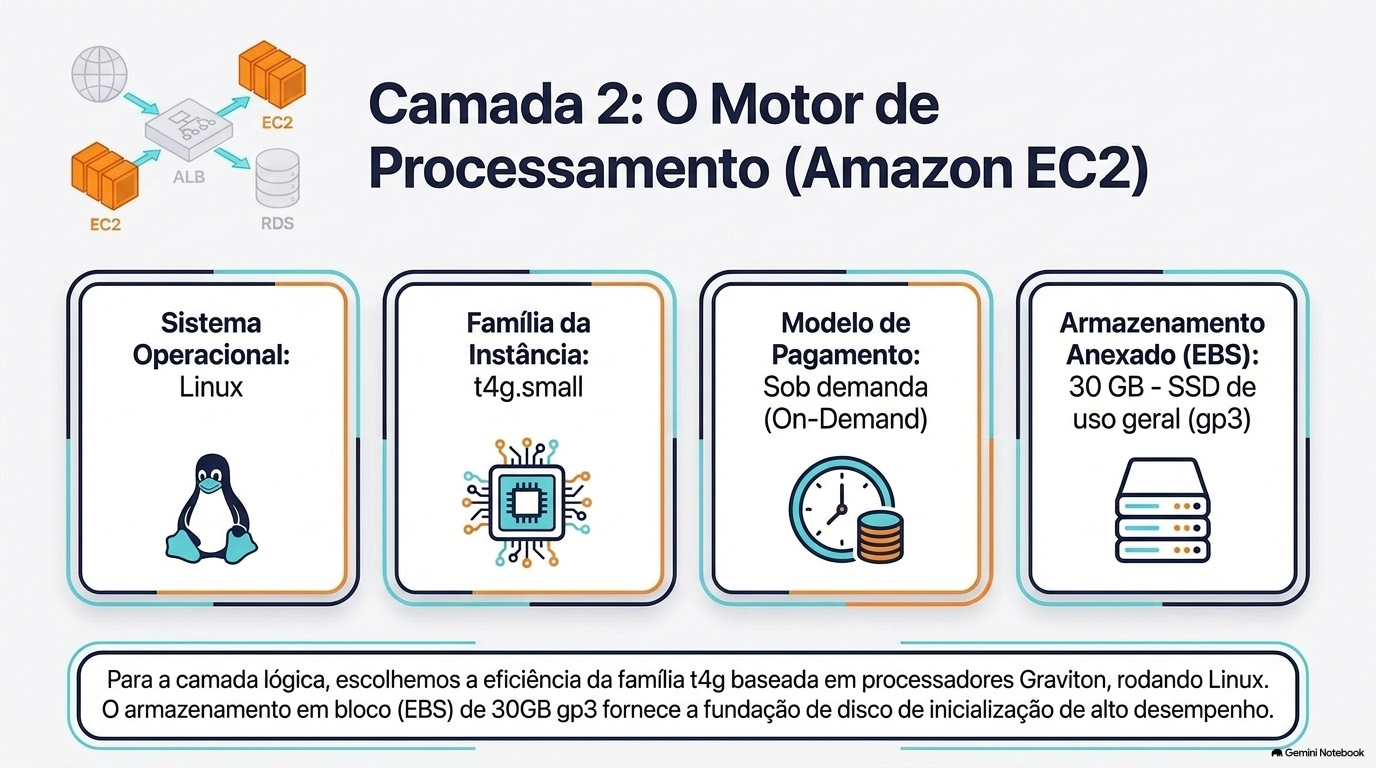 EC2
ALB
EC2
RDS
Camada 2: O Motor de
Processamento (Amazon EC2)
Sistema
Operacional:
Linux
Família da
Instância:
t4g.small
Modelo de
Pagamento:
Sob demanda
(On-Demand)
Armazenamento
Anexado (EBS):
30 GB - SSD de
uso geral (gp3)
Para a camada lógica, escolhemos a eficiência da família t4g baseada em processadores Graviton, rodando Linux.
O armazenamento em bloco (EBS) de 30GB gp3 fornece a fundação de disco de inicialização de alto desempenho.
Gemini Notebook